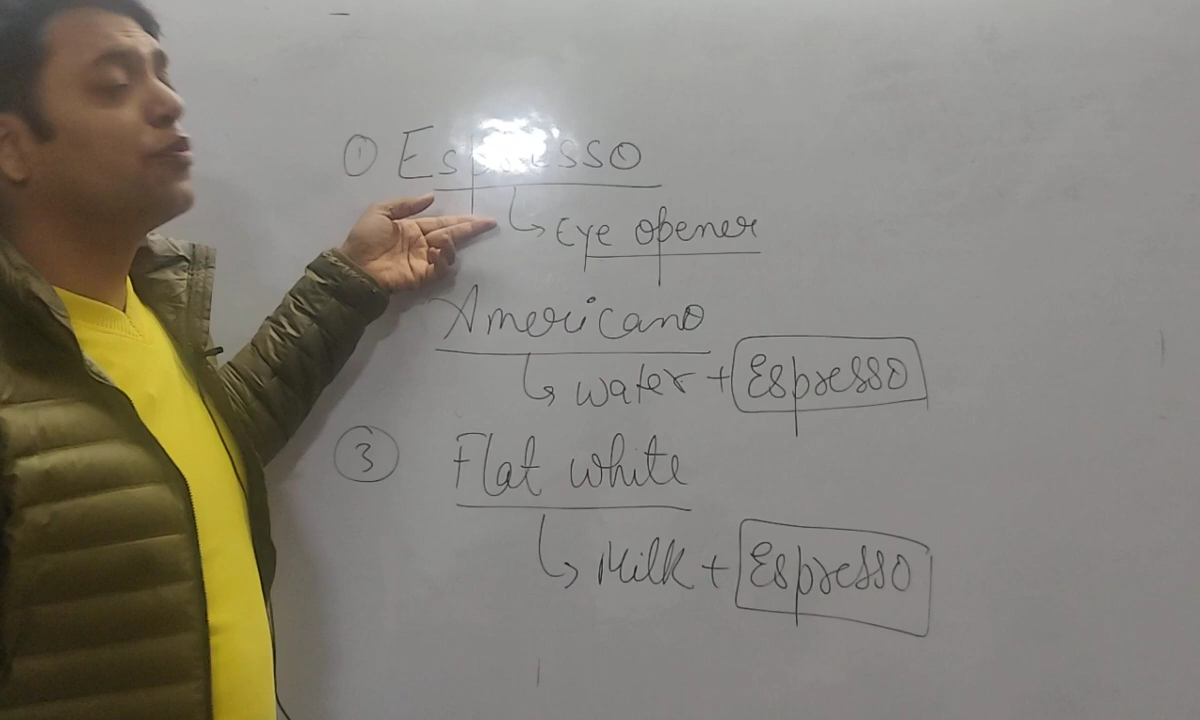 ① Espresso
↳ Eye opener
Americano
↳ water + Espresso
③ Flat white
↳ Milk + Espresso